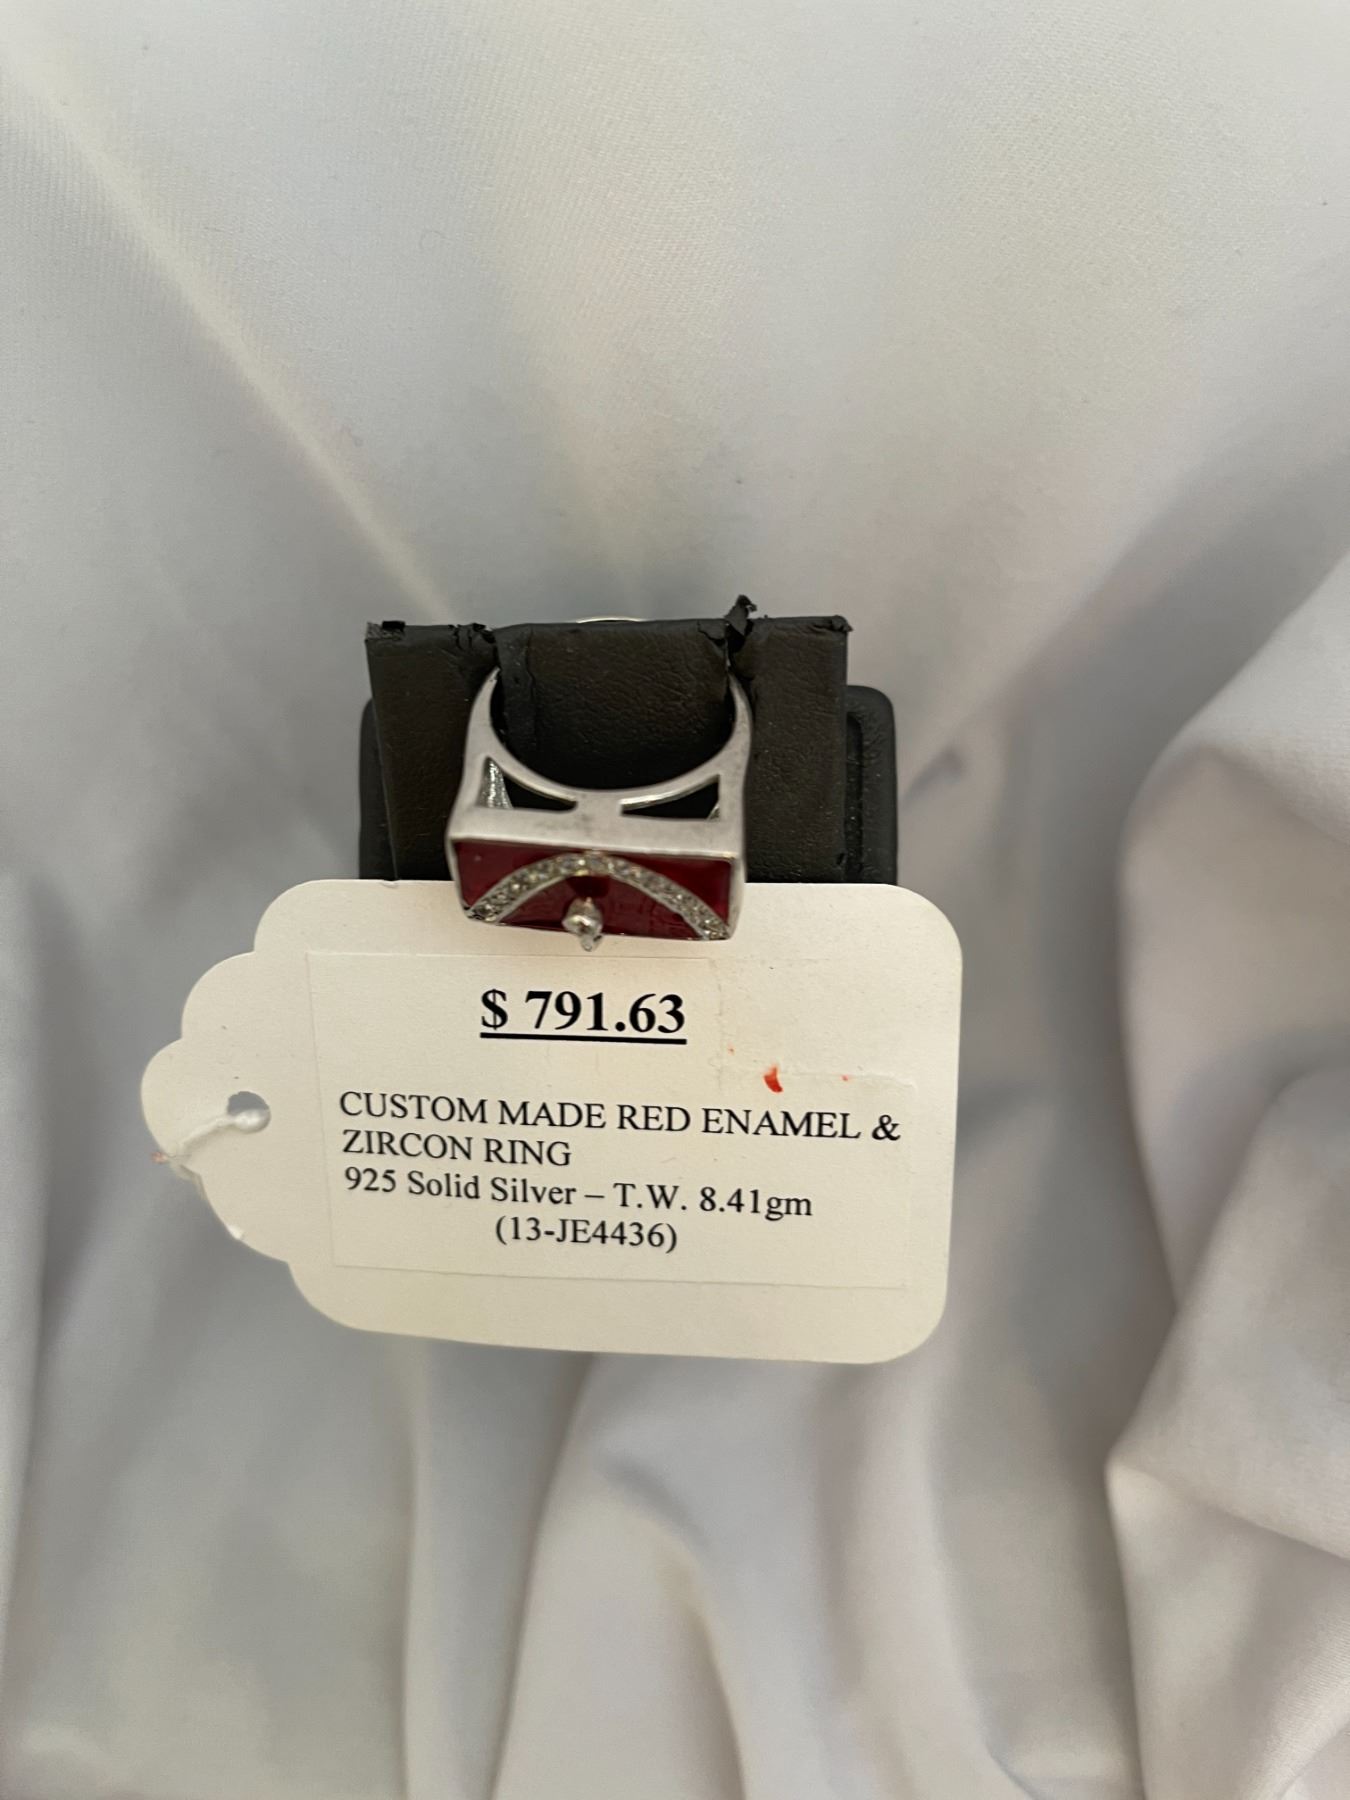 $ 791.63
CUSTOM MADE RED ENAMEL &
ZIRCON RING
925 Solid Silver – T.W. 8.41gm
(13-JE4436)